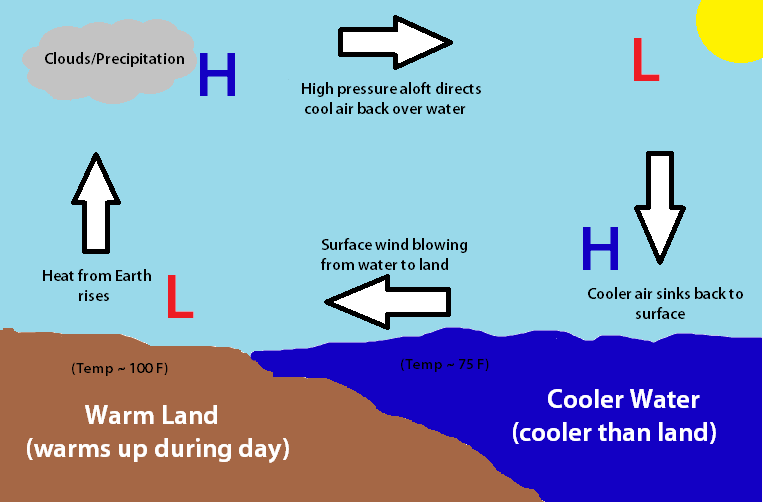 Clouds/Precipitation
H
High pressure aloft directs
cool air back over water
L
Heat from Earth
rises
L
Surface wind blowing
from water to land
H
Cooler air sinks back to
surface
(Temp ~ 100 F)
(Temp ~ 75 F)
Warm Land
(warms up during day)
Cooler Water
(cooler than land)